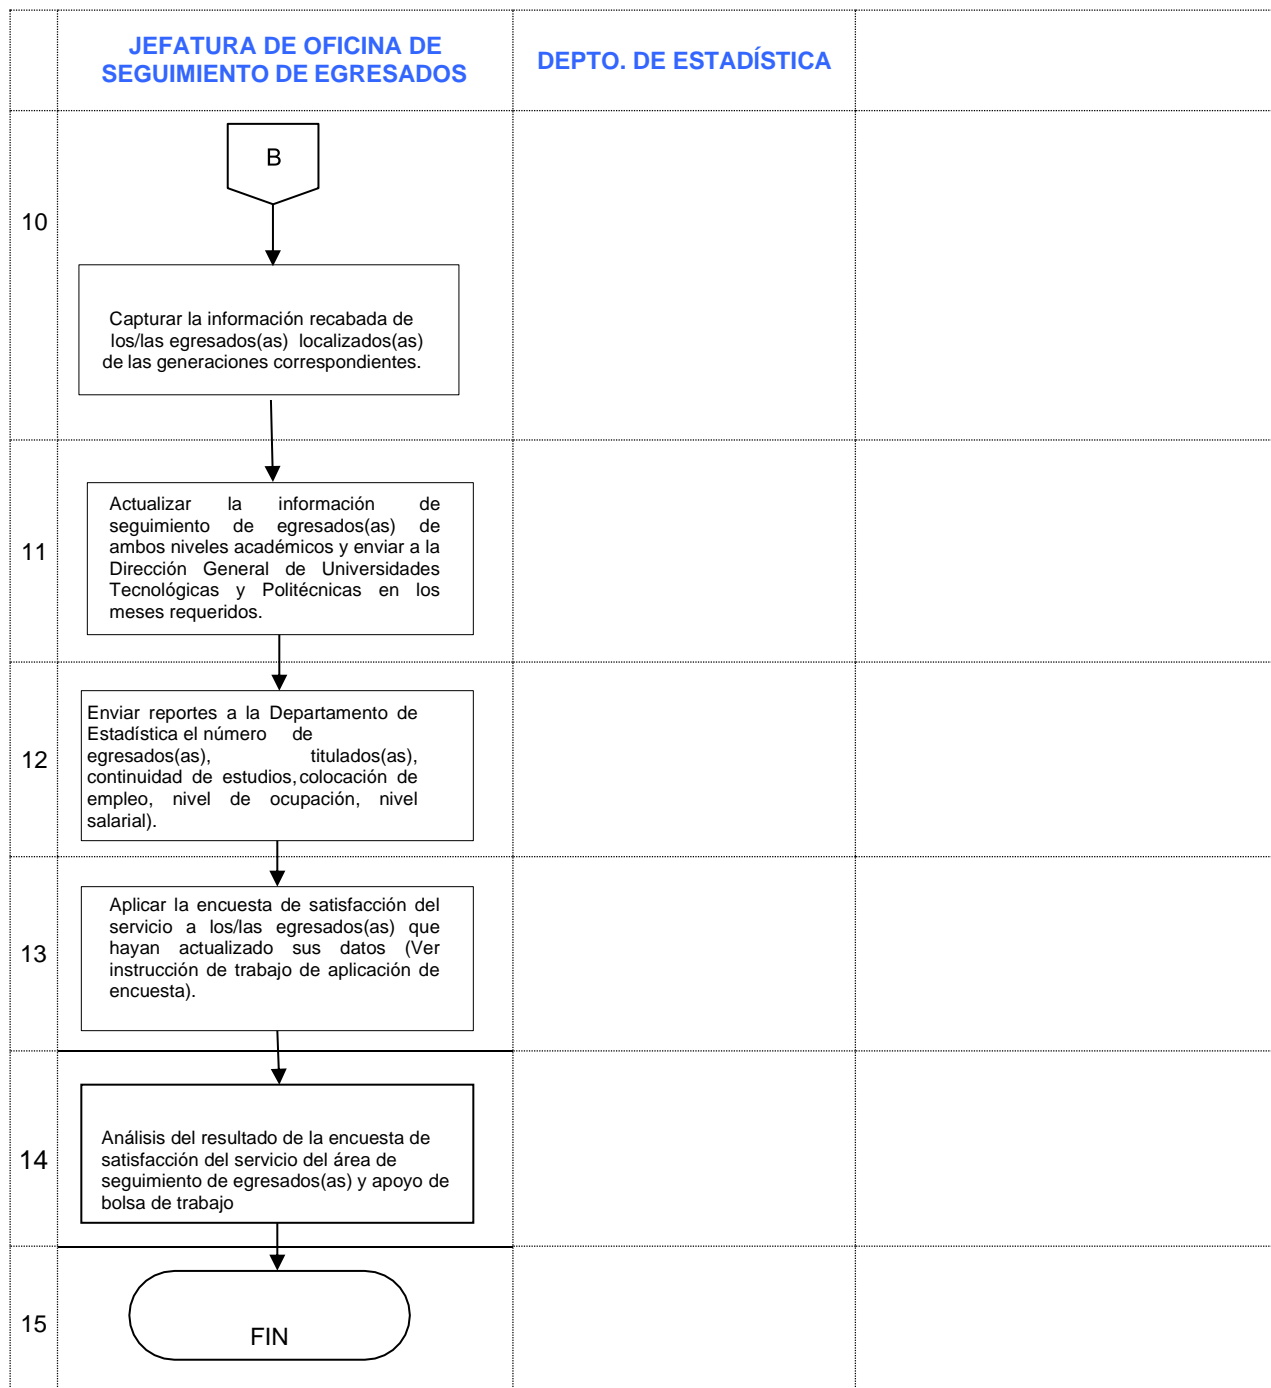 JEFATURA DE OFICINA DE
SEGUIMIENTO DE EGRESADOS
DEPTO. DE ESTADÍSTICA
B
10
Capturar la información recabada de
los/las egresados(as) localizados(as)
de las generaciones correspondientes.
11
Actualizar la información de
seguimiento de egresados(as) de
ambos niveles académicos y enviar a la
Dirección General de Universidades
Tecnológicas y Politécnicas en los
meses requeridos.
12
Enviar reportes a la Departamento de
Estadística el número de
egresados(as), titulados(as),
continuidad de estudios, colocación de
empleo, nivel de ocupación, nivel
salarial).
13
Aplicar la encuesta de satisfacción del
servicio a los/las egresados(as) que
hayan actualizado sus datos (Ver
instrucción de trabajo de aplicación de
encuesta).
14
Análisis del resultado de la encuesta de
satisfacción del servicio del área de
seguimiento de egresados(as) y apoyo de
bolsa de trabajo
15
FIN